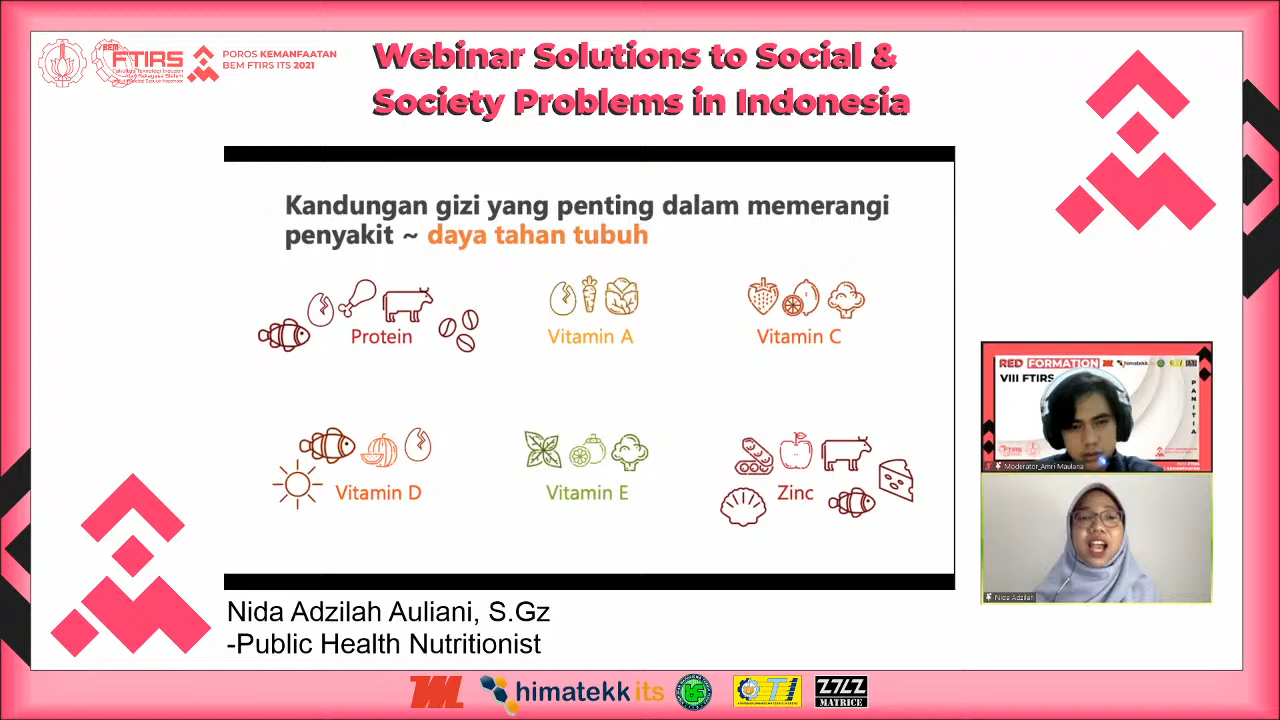 BEM
FTIRS
POROS KEMANFAATAN
BEM FTIRS ITS 2021
Webinar Solutions to Social &
Society Problems in Indonesia
Kandungan gizi yang penting dalam memerangi
penyakit ~ daya tahan tubuh
Protein
Vitamin A
Vitamin C
Vitamin D
Vitamin E
Zinc
RED FORMATION
himatekk
VIII FTIRS
PANITIA
Moderator_Amri Maulana
Nida Adzilah
Nida Adzilah Auliani, S.Gz
-Public Health Nutritionist
himatekk its
MATRICE